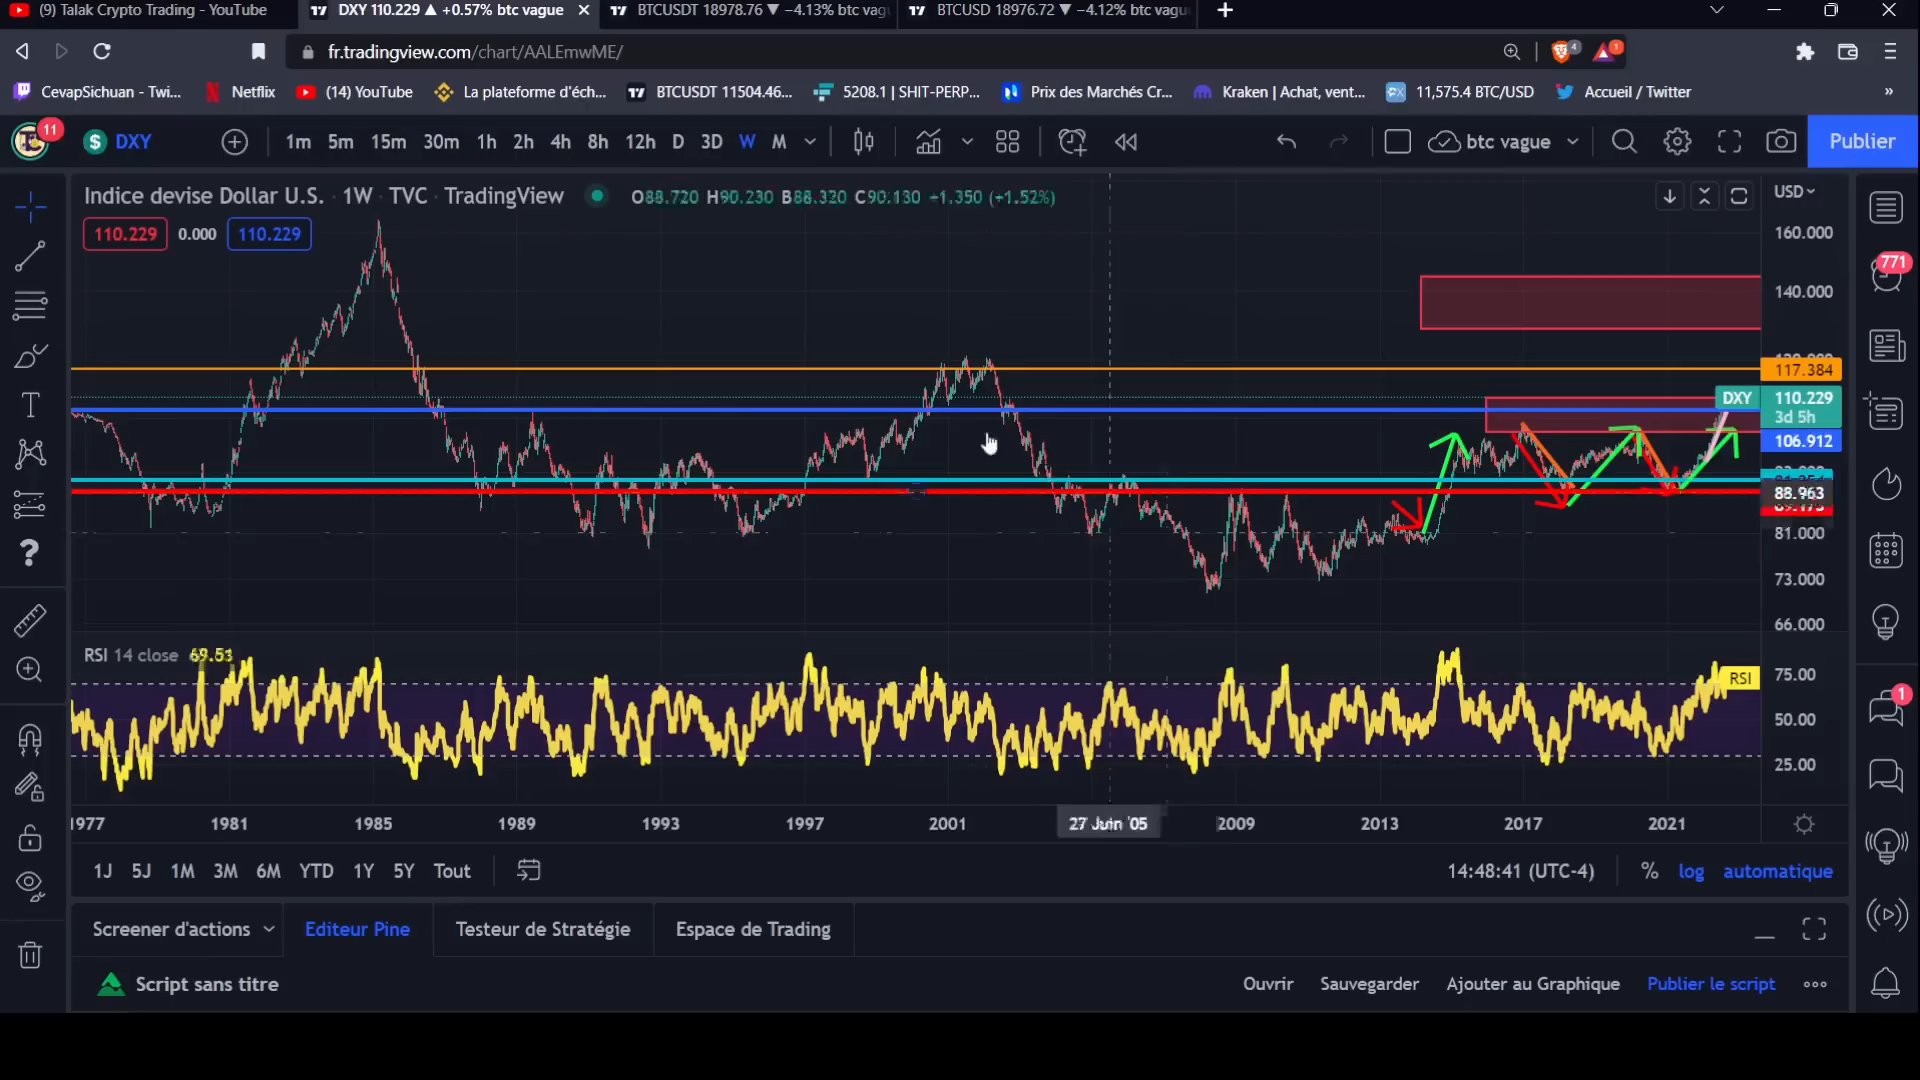 (9) Talak Crypto Trading - YouTube
DXY 110.229 ▲ +0.57% btc vague
BTCUSDT 18978.76 ▼ −4.13% btc vagu
BTCUSD 18976.72 ▼ −4.12% btc vagu
fr.tradingview.com/chart/AALEmwME/
4
1
CevapSichuan - Twi...
Netflix
(14) YouTube
La plateforme d'éch...
BTCUSDT 11504.46...
5208.1 | SHIT-PERP...
Prix des Marchés Cr...
Kraken | Achat, vent...
11,575.4 BTC/USD
Accueil / Twitter
»
11
$ DXY
1m 5m 15m 30m 1h 2h 4h 8h 12h D 3D W M
btc vague
Publier
Indice devise Dollar U.S. · 1W · TVC · TradingView
O88.720 H90.230 B88.320 C90.130 +1.350 (+1.52%)
USD
110.229 0.000 110.229
160.000
771
140.000
117.384
DXY 110.229
3d 5h
106.912
88.963
81.000
73.000
66.000
RSI 14 close 69.53
75.00
RSI
50.00
25.00
1
1977 1981 1985 1989 1993 1997 2001 27 Juin '05 2009 2013 2017 2021
1J 5J 1M 3M 6M YTD 1Y 5Y Tout
14:48:41 (UTC-4) % log automatique
Screener d'actions
Editeur Pine
Testeur de Stratégie
Espace de Trading
Script sans titre
Ouvrir Sauvegarder Ajouter au Graphique Publier le script